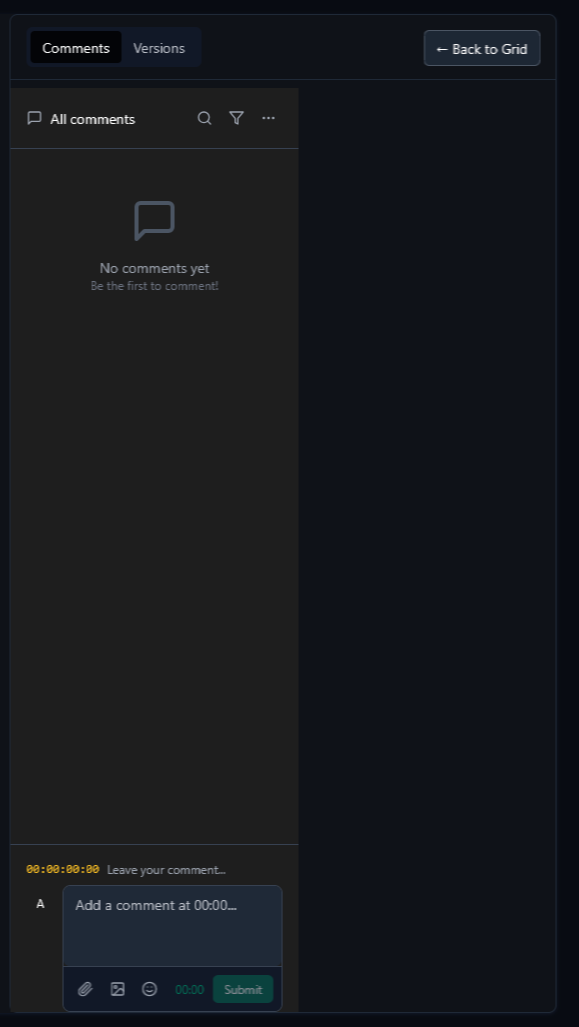 Comments Versions ← Back to Grid
All comments
No comments yet
Be the first to comment!
00:00:00:00 Leave your comment...
A Add a comment at 00:00...
00:00 Submit